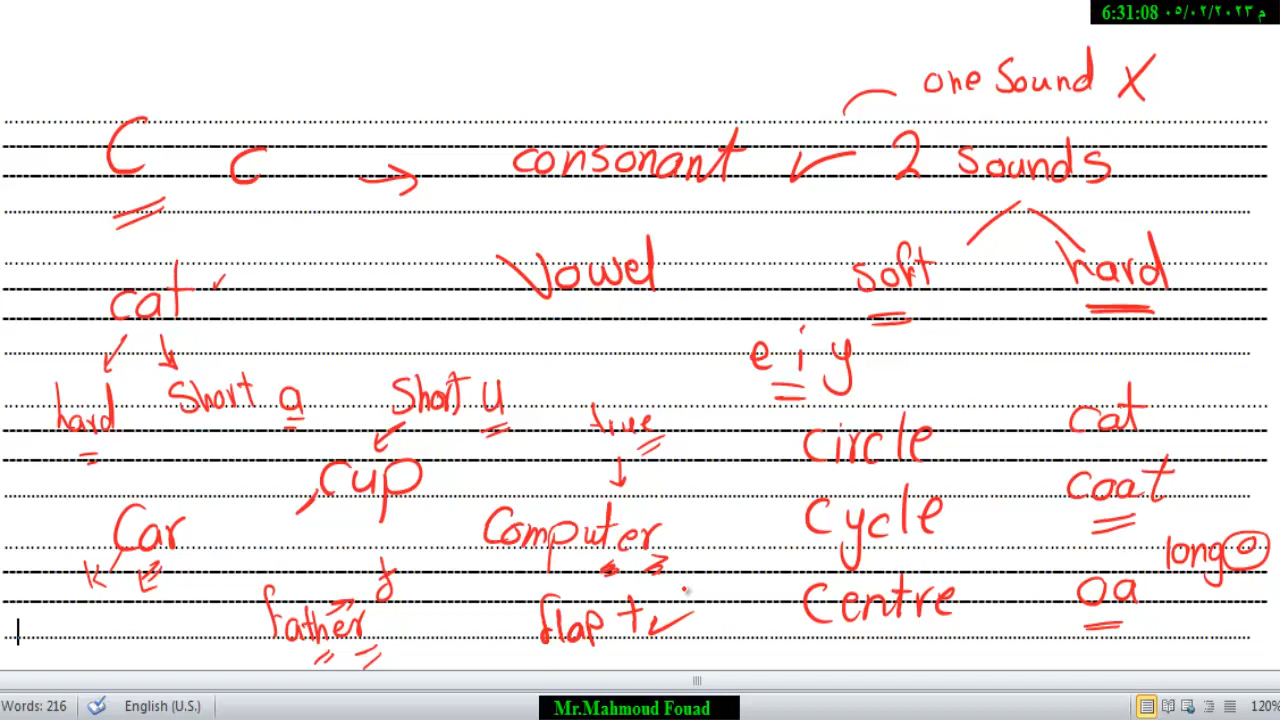 6:31:08 م ٠٥/٠٢/٢٠٢٣
one sound X
C c → consonant ✓ 2 sounds
cat ✓ Vowel soft hard
e i y
hard short a short u cat
circle
cup coat
Car Computer cycle
K long o
father flap t ✓ centre oa
Words: 216 English (U.S.) 120%
Mr.Mahmoud Fouad